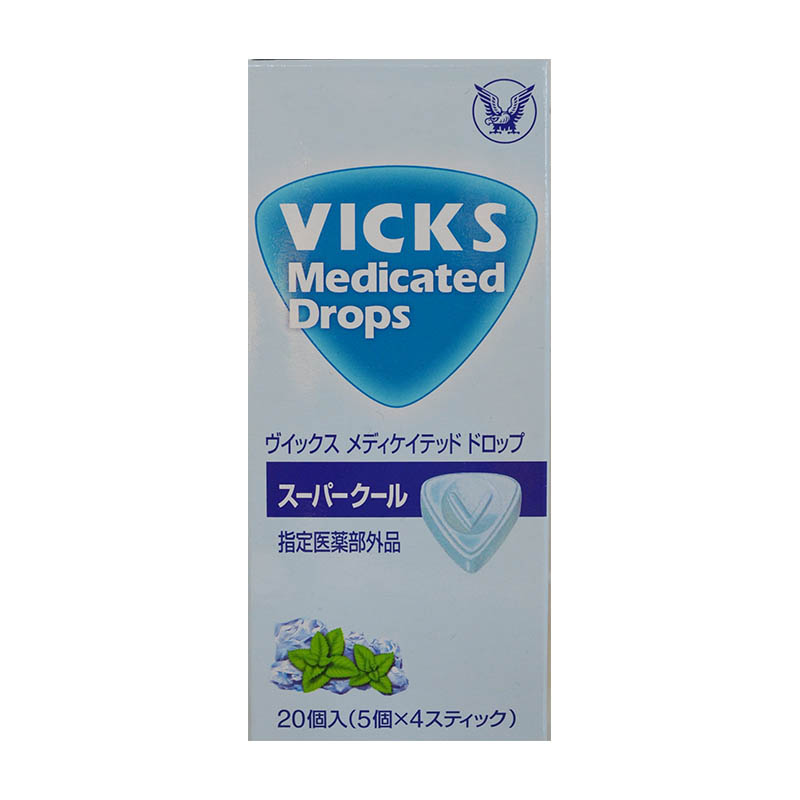 VICKS
Medicated
Drops
ヴイックス メディケイテッド ドロップ
スーパークール
指定医薬部外品
V
20個入(5個×4スティック)